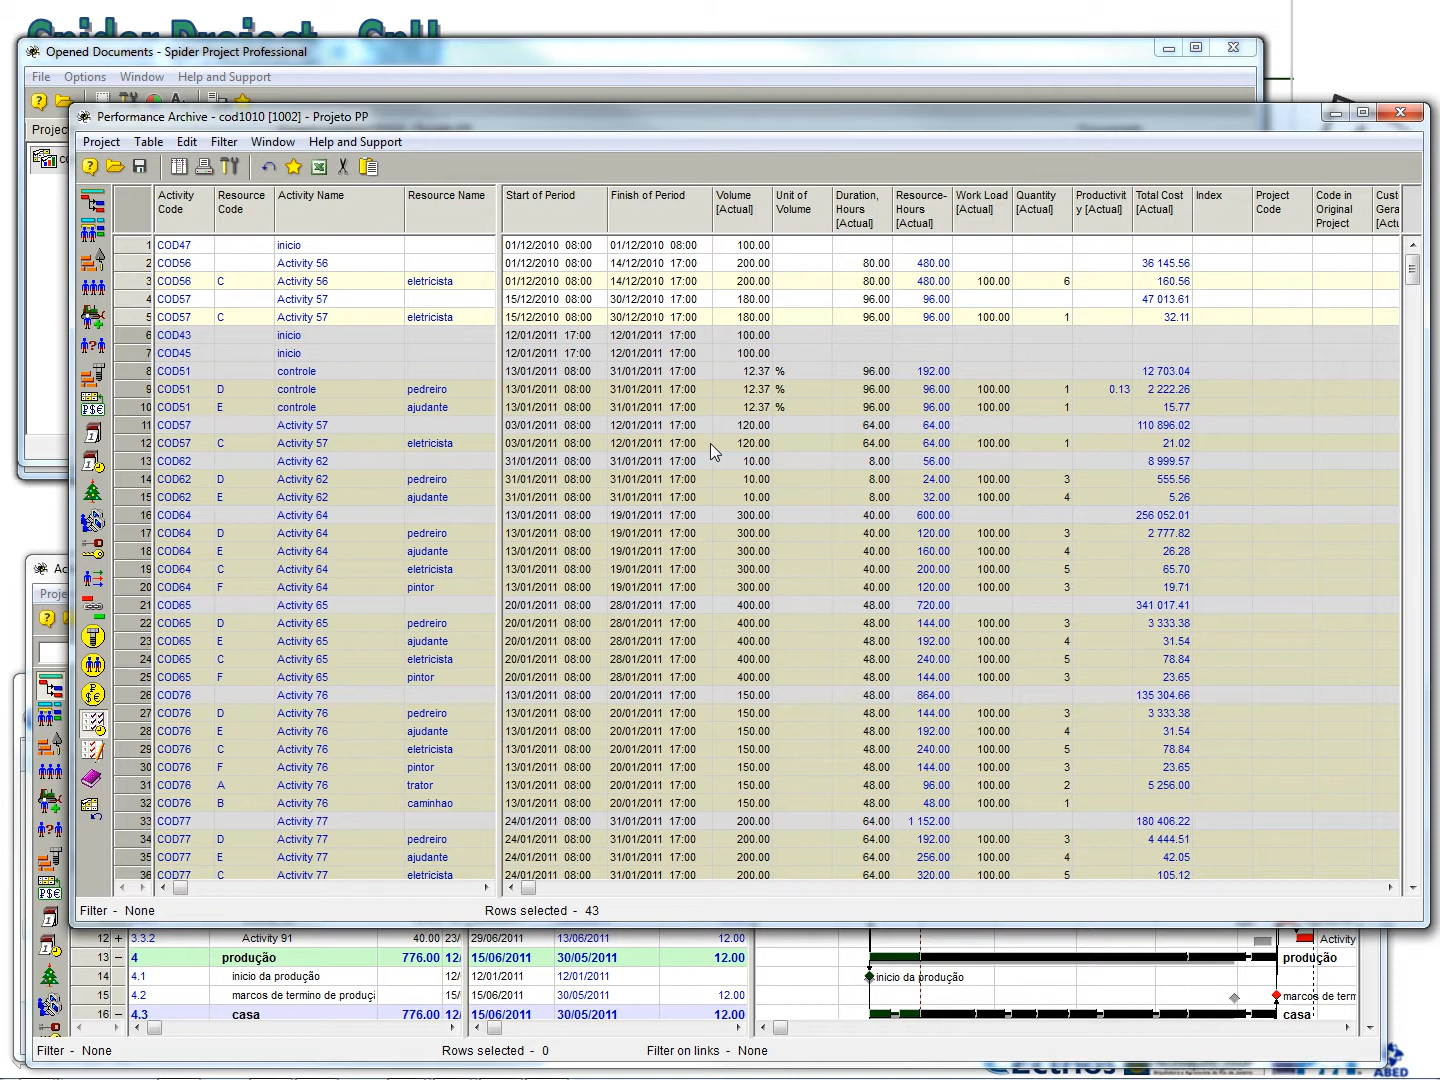 Spider Project - CpU
Opened Documents - Spider Project Professional
File Options Window Help and Support
Performance Archive - cod1010 [1002] - Projeto PP
Project Table Edit Filter Window Help and Support
Activity Code Resource Code Activity Name Resource Name Start of Period Finish of Period Volume [Actual] Unit of Volume Duration, Hours [Actual] Resource-Hours [Actual] Work Load [Actual] Quantity [Actual] Productivity [Actual] Total Cost [Actual] Index Project Code Code in Original Project
1 COD47 inicio 01/12/2010 08:00 01/12/2010 08:00 100.00
2 COD56 Activity 56 01/12/2010 08:00 14/12/2010 17:00 200.00 80.00 480.00 36 145.56
3 COD56 C Activity 56 eletricista 01/12/2010 08:00 14/12/2010 17:00 200.00 80.00 480.00 100.00 6 160.56
4 COD57 Activity 57 15/12/2010 08:00 30/12/2010 17:00 180.00 96.00 96.00 47 013.61
5 COD57 C Activity 57 eletricista 15/12/2010 08:00 30/12/2010 17:00 180.00 96.00 96.00 100.00 1 32.11
6 COD43 inicio 12/01/2011 17:00 12/01/2011 17:00 100.00
7 COD45 inicio 12/01/2011 17:00 12/01/2011 17:00 100.00
8 COD51 controle 13/01/2011 08:00 31/01/2011 17:00 12.37 % 96.00 192.00 12 703.04
9 COD51 D controle pedreiro 13/01/2011 08:00 31/01/2011 17:00 12.37 % 96.00 96.00 100.00 1 0.13 2 222.26
10 COD51 E controle ajudante 13/01/2011 08:00 31/01/2011 17:00 12.37 % 96.00 96.00 100.00 1 15.77
11 COD57 Activity 57 03/01/2011 08:00 12/01/2011 17:00 120.00 64.00 64.00 110 896.02
12 COD57 C Activity 57 eletricista 03/01/2011 08:00 12/01/2011 17:00 120.00 64.00 64.00 100.00 1 21.02
13 COD62 Activity 62 31/01/2011 08:00 31/01/2011 17:00 10.00 8.00 56.00 8 999.57
14 COD62 D Activity 62 pedreiro 31/01/2011 08:00 31/01/2011 17:00 10.00 8.00 24.00 100.00 3 555.56
15 COD62 E Activity 62 ajudante 31/01/2011 08:00 31/01/2011 17:00 10.00 8.00 32.00 100.00 4 5.26
16 COD64 Activity 64 13/01/2011 08:00 19/01/2011 17:00 300.00 40.00 600.00 256 052.01
17 COD64 D Activity 64 pedreiro 13/01/2011 08:00 19/01/2011 17:00 300.00 40.00 120.00 100.00 3 2 777.82
18 COD64 E Activity 64 ajudante 13/01/2011 08:00 19/01/2011 17:00 300.00 40.00 160.00 100.00 4 26.28
19 COD64 C Activity 64 eletricista 13/01/2011 08:00 19/01/2011 17:00 300.00 40.00 200.00 100.00 5 65.70
20 COD64 F Activity 64 pintor 13/01/2011 08:00 19/01/2011 17:00 300.00 40.00 120.00 100.00 3 19.71
21 COD65 Activity 65 20/01/2011 08:00 28/01/2011 17:00 400.00 48.00 720.00 341 017.41
22 COD65 D Activity 65 pedreiro 20/01/2011 08:00 28/01/2011 17:00 400.00 48.00 144.00 100.00 3 3 333.38
23 COD65 E Activity 65 ajudante 20/01/2011 08:00 28/01/2011 17:00 400.00 48.00 192.00 100.00 4 31.54
24 COD65 C Activity 65 eletricista 20/01/2011 08:00 28/01/2011 17:00 400.00 48.00 240.00 100.00 5 78.84
25 COD65 F Activity 65 pintor 20/01/2011 08:00 28/01/2011 17:00 400.00 48.00 144.00 100.00 3 23.65
26 COD76 Activity 76 13/01/2011 08:00 20/01/2011 17:00 150.00 48.00 864.00 135 304.66
27 COD76 D Activity 76 pedreiro 13/01/2011 08:00 20/01/2011 17:00 150.00 48.00 144.00 100.00 3 3 333.38
28 COD76 E Activity 76 ajudante 13/01/2011 08:00 20/01/2011 17:00 150.00 48.00 192.00 100.00 4 31.54
29 COD76 C Activity 76 eletricista 13/01/2011 08:00 20/01/2011 17:00 150.00 48.00 240.00 100.00 5 78.84
30 COD76 F Activity 76 pintor 13/01/2011 08:00 20/01/2011 17:00 150.00 48.00 144.00 100.00 3 23.65
31 COD76 A Activity 76 trator 13/01/2011 08:00 20/01/2011 17:00 150.00 48.00 96.00 100.00 2 5 256.00
32 COD76 B Activity 76 caminhao 13/01/2011 08:00 20/01/2011 17:00 150.00 48.00 48.00 100.00 1
33 COD77 Activity 77 24/01/2011 08:00 31/01/2011 17:00 200.00 64.00 1 152.00 180 406.22
34 COD77 D Activity 77 pedreiro 24/01/2011 08:00 31/01/2011 17:00 200.00 64.00 192.00 100.00 3 4 444.51
35 COD77 E Activity 77 ajudante 24/01/2011 08:00 31/01/2011 17:00 200.00 64.00 256.00 100.00 4 42.05
36 COD77 C Activity 77 eletricista 24/01/2011 08:00 31/01/2011 17:00 200.00 64.00 320.00 100.00 5 105.12
Filter - None Rows selected - 43
12 3.3.2 Activity 91 40.00 23/ 29/06/2011 13/06/2011 12.00 Activity
13 4 produção 776.00 12/ 15/06/2011 30/05/2011 12.00 produção
14 4.1 inicio da produção 12/ 12/01/2011 12/01/2011 inicio da produção
15 4.2 marcos de termino de produç 15/ 15/06/2011 30/05/2011 12.00 marcos de term
16 4.3 casa 776.00 12/ 15/06/2011 30/05/2011 12.00 casa
Filter - None Rows selected - 0 Filter on links - None
ABED